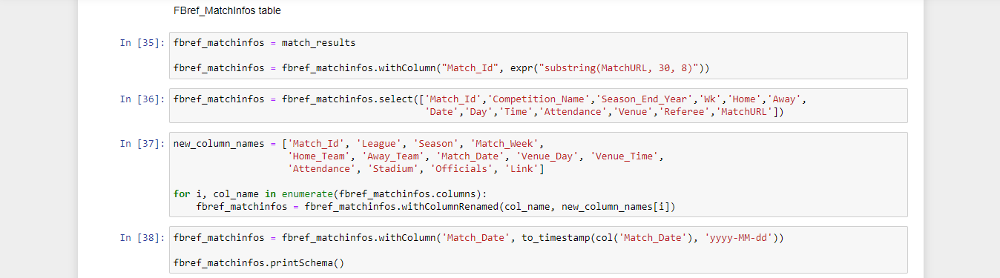 FBref_MatchInfos table
In [35]: fbref_matchinfos = match_results
fbref_matchinfos = fbref_matchinfos.withColumn("Match_Id", expr("substring(MatchURL, 30, 8)"))
In [36]: fbref_matchinfos = fbref_matchinfos.select(['Match_Id','Competition_Name','Season_End_Year','Wk','Home','Away',
'Date','Day','Time','Attendance','Venue','Referee','MatchURL'])
In [37]: new_column_names = ['Match_Id', 'League', 'Season', 'Match_Week',
'Home_Team', 'Away_Team', 'Match_Date', 'Venue_Day', 'Venue_Time',
'Attendance', 'Stadium', 'Officials', 'Link']
for i, col_name in enumerate(fbref_matchinfos.columns):
fbref_matchinfos = fbref_matchinfos.withColumnRenamed(col_name, new_column_names[i])
In [38]: fbref_matchinfos = fbref_matchinfos.withColumn('Match_Date', to_timestamp(col('Match_Date'), 'yyyy-MM-dd'))
fbref_matchinfos.printSchema()